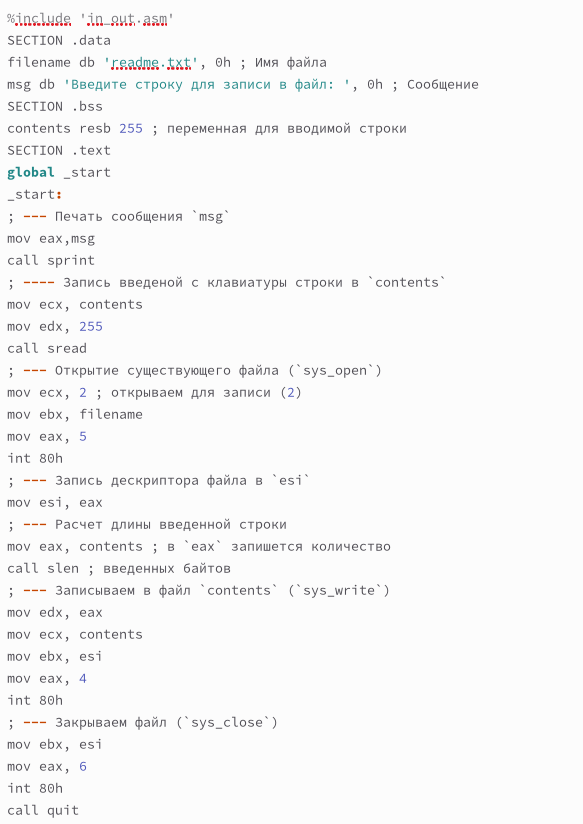 %include 'in_out.asm'
SECTION .data
filename db 'readme.txt', 0h ; Имя файла
msg db 'Введите строку для записи в файл: ', 0h ; Сообщение
SECTION .bss
contents resb 255 ; переменная для вводимой строки
SECTION .text
global _start
_start:
; --- Печать сообщения `msg`
mov eax,msg
call sprint
; ---- Запись введеной с клавиатуры строки в `contents`
mov ecx, contents
mov edx, 255
call sread
; --- Открытие существующего файла (`sys_open`)
mov ecx, 2 ; открываем для записи (2)
mov ebx, filename
mov eax, 5
int 80h
; --- Запись дескриптора файла в `esi`
mov esi, eax
; --- Расчет длины введенной строки
mov eax, contents ; в `eax` запишется количество
call slen ; введенных байтов
; --- Записываем в файл `contents` (`sys_write`)
mov edx, eax
mov ecx, contents
mov ebx, esi
mov eax, 4
int 80h
; --- Закрываем файл (`sys_close`)
mov ebx, esi
mov eax, 6
int 80h
call quit